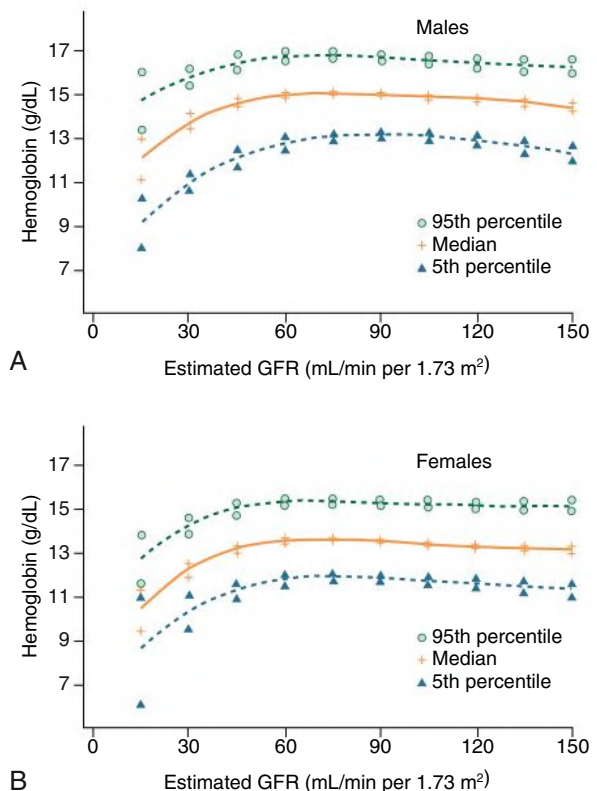 Males
17
15
13
11
9
7
Hemoglobin (g/dL)
95th percentile
Median
5th percentile
0 30 60 90 120 150
A
Estimated GFR (mL/min per 1.73 m²)
Females
17
15
13
11
9
7
Hemoglobin (g/dL)
95th percentile
Median
5th percentile
0 30 60 90 120 150
B
Estimated GFR (mL/min per 1.73 m²)